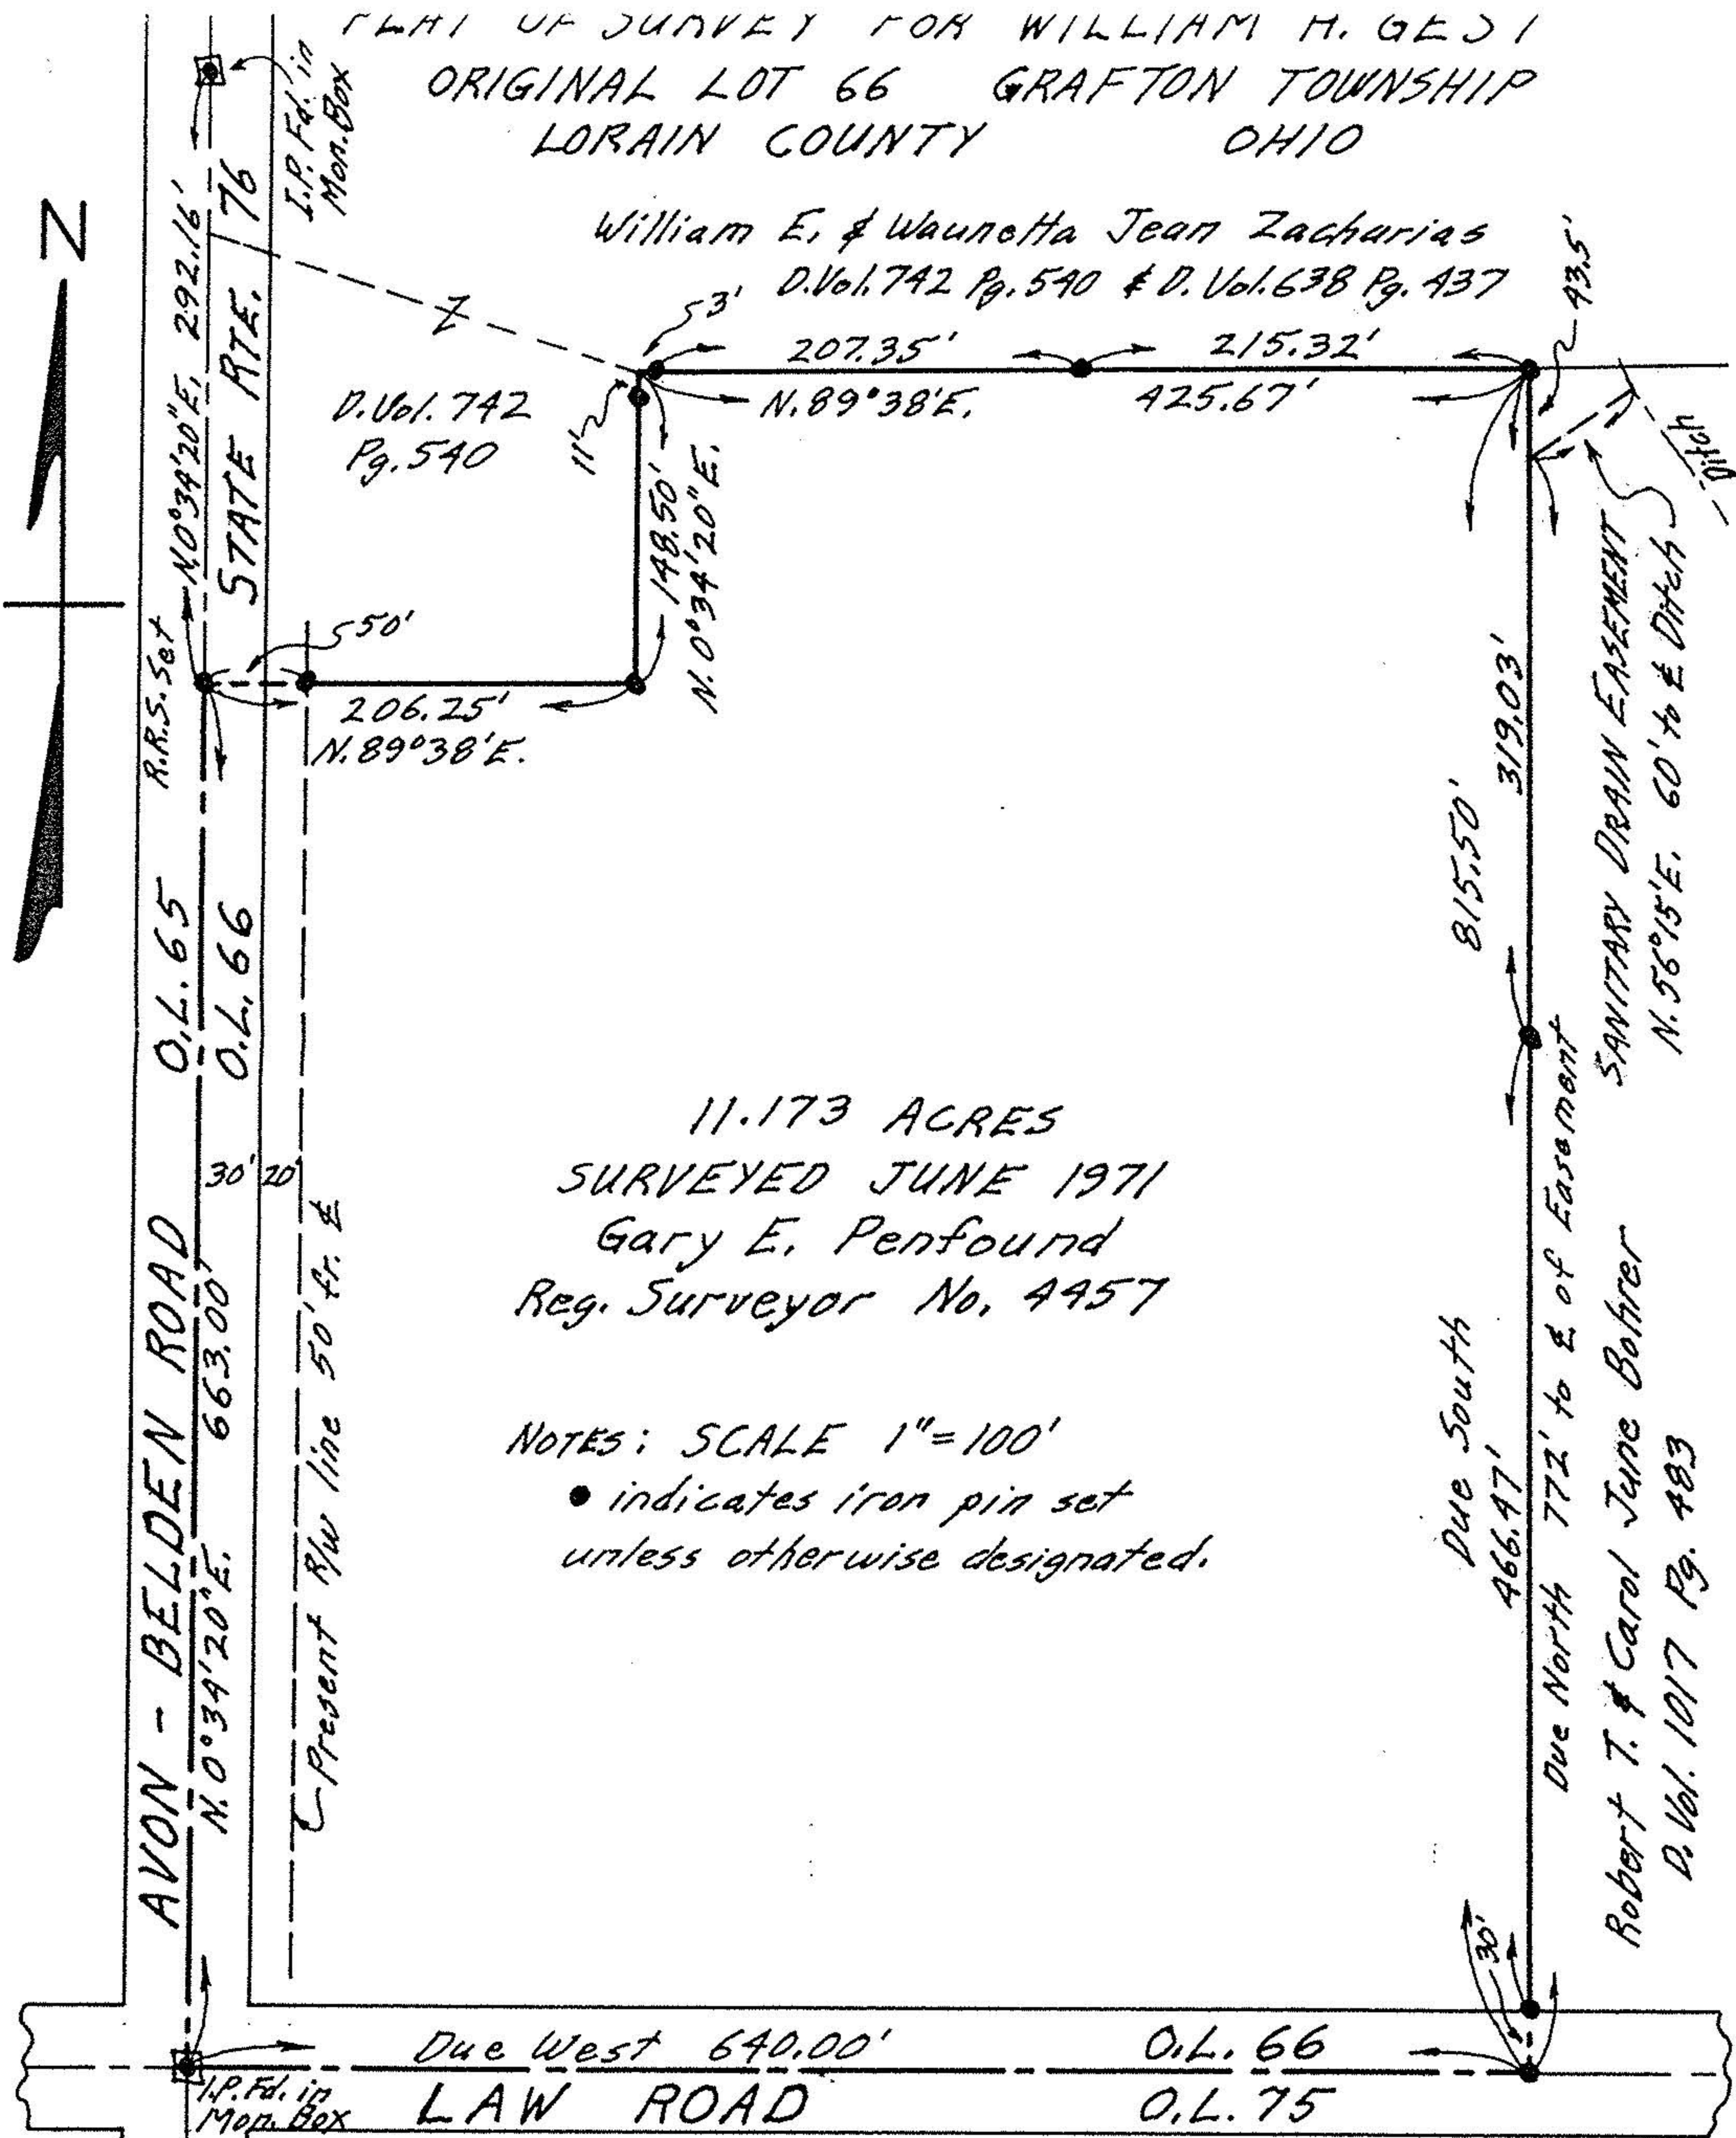 PLAT OF SURVEY FOR WILLIAM H. GEST
ORIGINAL LOT 66 GRAFTON TOWNSHIP
LORAIN COUNTY OHIO
I.P. Fd. in
Mon. Box
N
William E. & Waunetta Jean Zacharias
D.Vol. 742 Pg. 540 & D. Vol. 638 Pg. 437
N.0°34'20"E. 292.16'
STATE RTE. 76
Z
3'
207.35'
215.32'
43.5'
N.89°38'E.
425.67'
D.Vol. 742
Pg. 540
11'
148.50'
N.0°34'20"E.
Ditch
R.R.S. Set
50'
206.25'
N.89°38'E.
SANITARY DRAIN EASEMENT
N.56°15'E. 60' to ₵ Ditch
319.03'
815.50'
O.L. 65
O.L. 66
30' 20'
11.173 ACRES
SURVEYED JUNE 1971
Gary E. Penfound
Reg. Surveyor No. 4457
NOTES: SCALE 1"=100'
● indicates iron pin set
unless otherwise designated.
AVON - BELDEN ROAD
N.0°34'20"E. 663.00'
Present R/W line 50' fr. ₵
Due South
466.47'
Due North 772' to ₵ of Easement
Robert T. & Carol June Bohrer
D. Vol. 1017 Pg. 483
30'
Due West 640.00'
O.L. 66
I.P. Fd. in
Mon. Box
LAW ROAD
O.L. 75